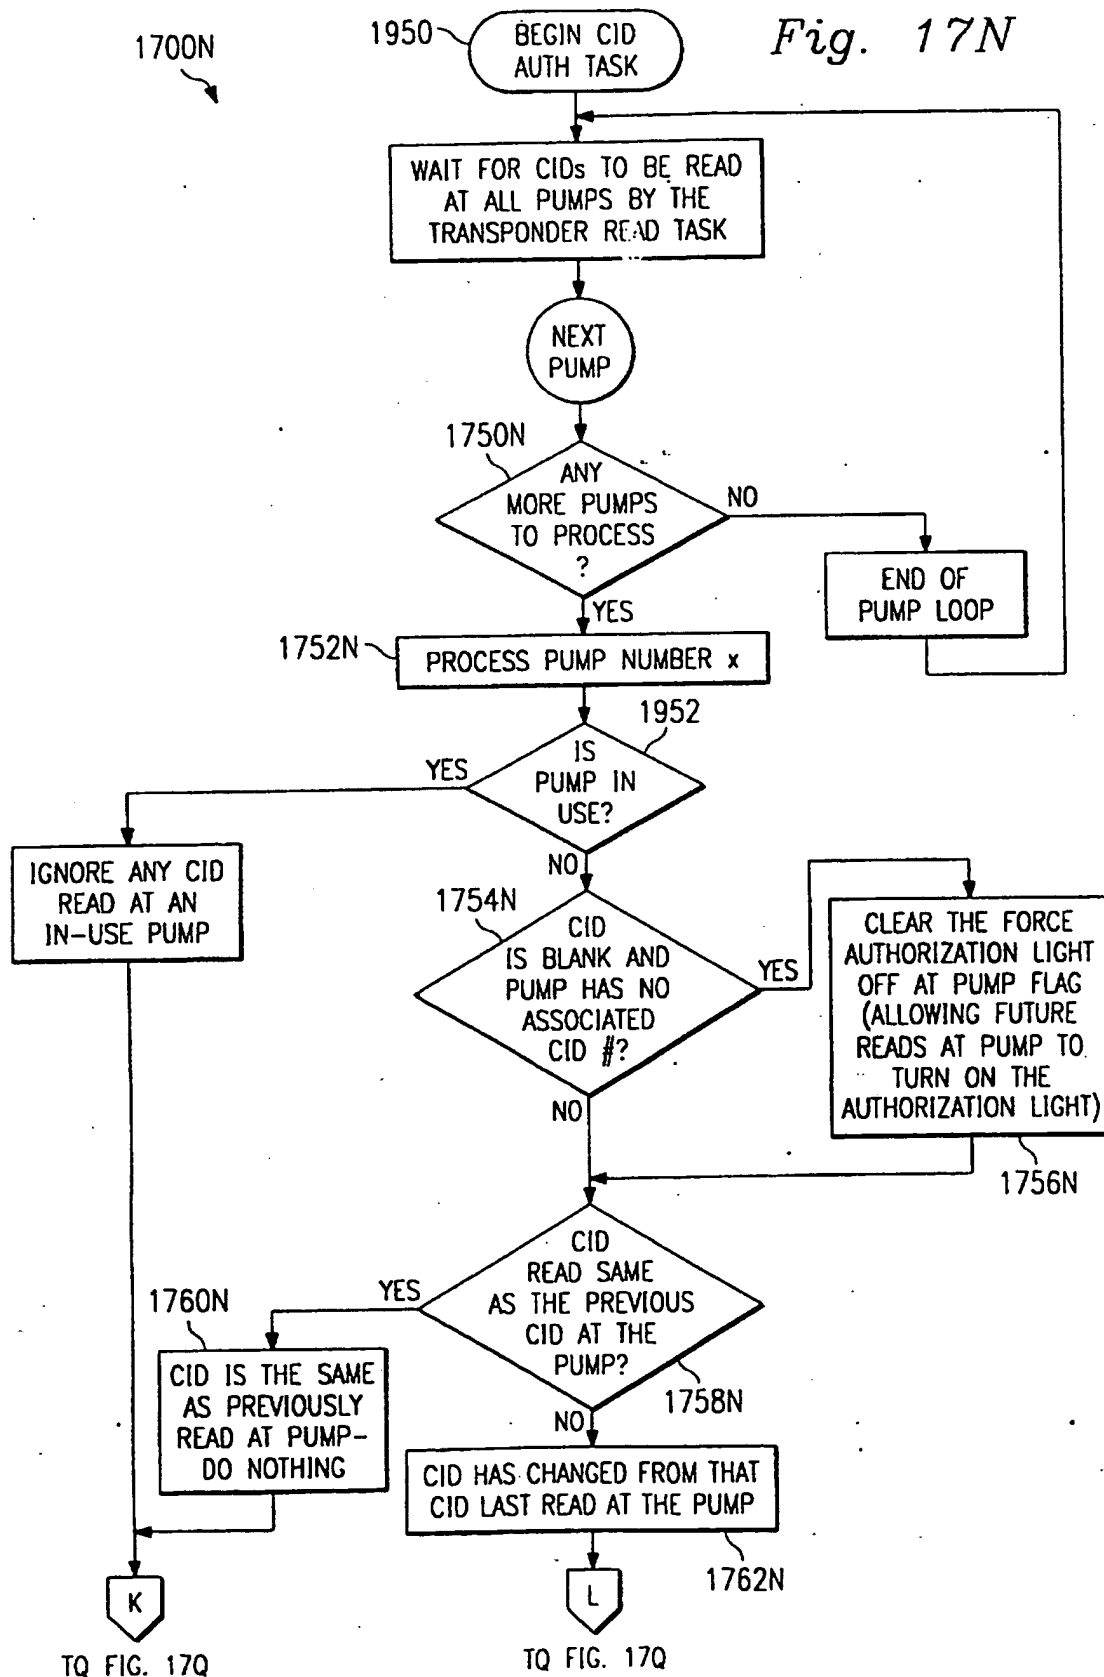 Fig. 17N
1700N
1950
BEGIN CID
AUTH TASK
WAIT FOR CIDs TO BE READ
AT ALL PUMPS BY THE
TRANSPONDER READ TASK
NEXT
PUMP
1750N
ANY
MORE PUMPS
TO PROCESS
?
NO
END OF
PUMP LOOP
YES
1752N
PROCESS PUMP NUMBER x
1952
IS
PUMP IN
USE?
YES
IGNORE ANY CID
READ AT AN
IN-USE PUMP
NO
1754N
CID
IS BLANK AND
PUMP HAS NO
ASSOCIATED
CID #?
YES
CLEAR THE FORCE
AUTHORIZATION LIGHT
OFF AT PUMP FLAG
(ALLOWING FUTURE
READS AT PUMP TO
TURN ON THE
AUTHORIZATION LIGHT)
1756N
NO
CID
READ SAME
AS THE PREVIOUS
CID AT THE
PUMP?
1758N
YES
1760N
CID IS THE SAME
AS PREVIOUSLY
READ AT PUMP-
DO NOTHING
NO
CID HAS CHANGED FROM THAT
CID LAST READ AT THE PUMP
1762N
K
TO FIG. 17Q
L
TO FIG. 17Q